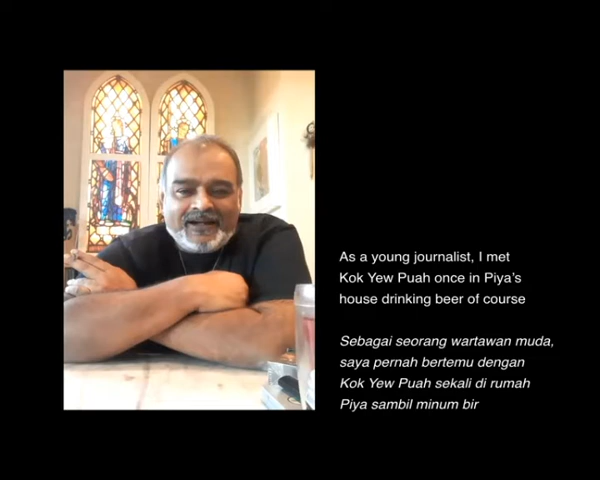 As a young journalist, I met
Kok Yew Puah once in Piya's
house drinking beer of course
Sebagai seorang wartawan muda,
saya pernah bertemu dengan
Kok Yew Puah sekali di rumah
Piya sambil minum bir